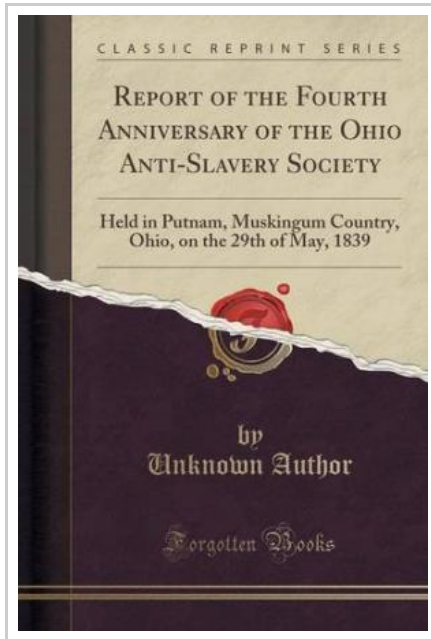 CLASSIC REPRINT SERIES
REPORT OF THE FOURTH
ANNIVERSARY OF THE OHIO
ANTI-SLAVERY SOCIETY
Held in Putnam, Muskingum Country,
Ohio, on the 29th of May, 1839
F
by
Unknown Author
Forgotten Books